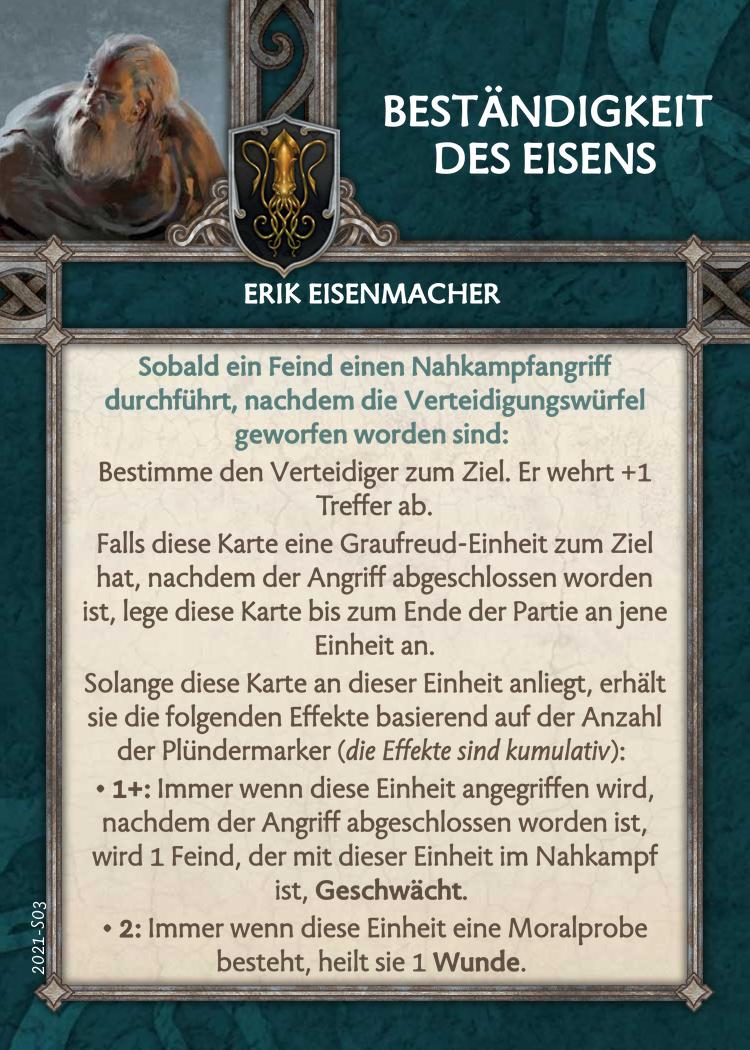 BESTÄNDIGKEIT
DES EISENS
ERIK EISENMACHER
Sobald ein Feind einen Nahkampfangriff
durchführt, nachdem die Verteidigungswürfel
geworfen worden sind:
Bestimme den Verteidiger zum Ziel. Er wehrt +1
Treffer ab.
Falls diese Karte eine Graufreud-Einheit zum Ziel
hat, nachdem der Angriff abgeschlossen worden
ist, lege diese Karte bis zum Ende der Partie an jene
Einheit an.
Solange diese Karte an dieser Einheit anliegt, erhält
sie die folgenden Effekte basierend auf der Anzahl
der Plündermarker (die Effekte sind kumulativ):
• 1+: Immer wenn diese Einheit angegriffen wird,
nachdem der Angriff abgeschlossen worden ist,
wird 1 Feind, der mit dieser Einheit im Nahkampf
ist, Geschwächt.
• 2: Immer wenn diese Einheit eine Moralprobe
besteht, heilt sie 1 Wunde.
2021-S03